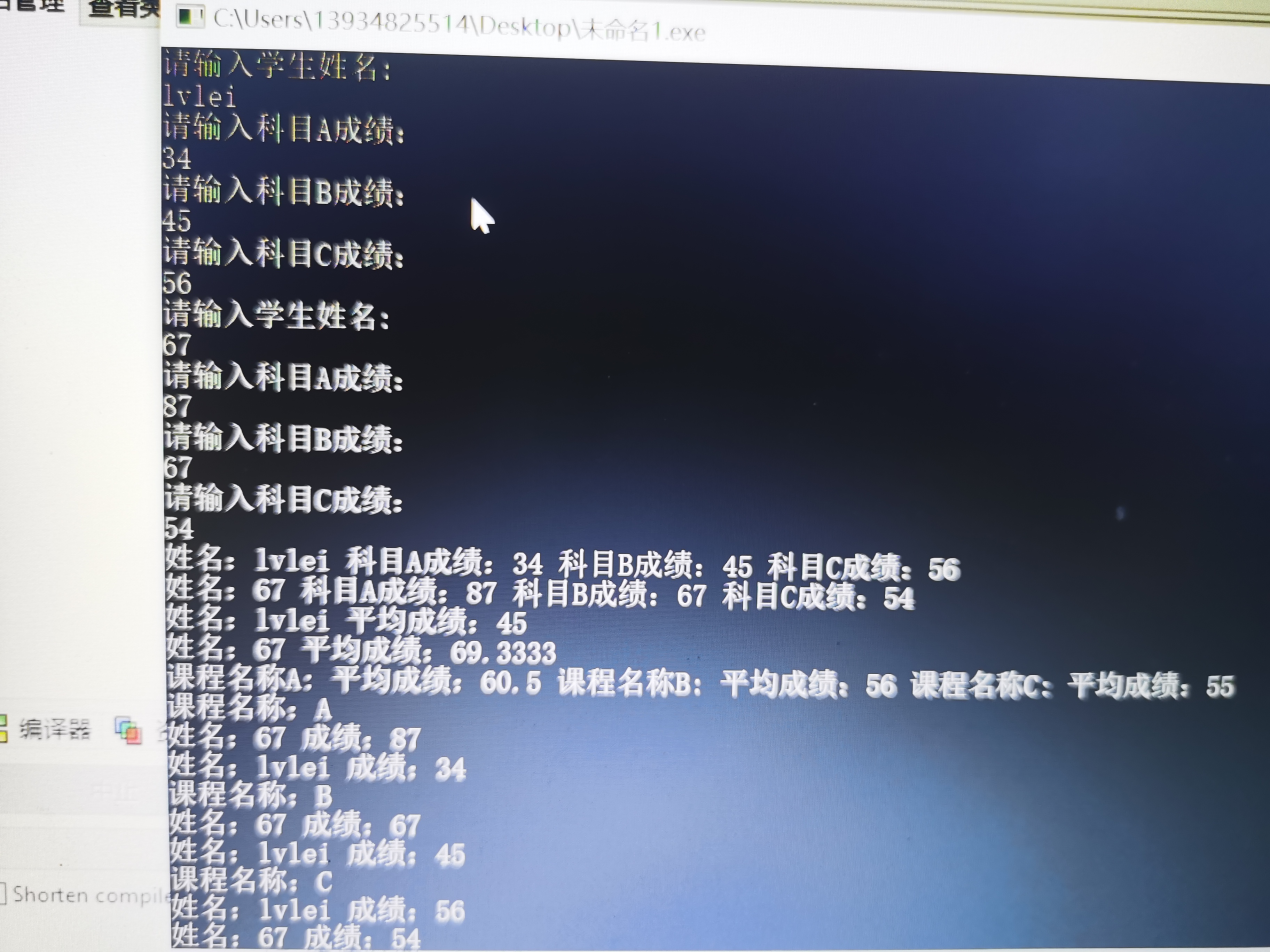 管理
查看类
C:\Users\13934825514\Desktop\未命名1.exe
请输入学生姓名：
lvlei
请输入科目A成绩：
34
请输入科目B成绩：
45
请输入科目C成绩：
56
请输入学生姓名：
67
请输入科目A成绩：
87
请输入科目B成绩：
67
请输入科目C成绩：
54
姓名：lvlei 科目A成绩：34 科目B成绩：45 科目C成绩：56
姓名：67 科目A成绩：87 科目B成绩：67 科目C成绩：54
姓名：lvlei 平均成绩：45
姓名：67 平均成绩：69.3333
课程名称A：平均成绩：60.5 课程名称B：平均成绩：56 课程名称C：平均成绩：55
课程名称：A
姓名：67 成绩：87
姓名：lvlei 成绩：34
课程名称：B
姓名：67 成绩：67
姓名：lvlei 成绩：45
课程名称：C
姓名：lvlei 成绩：56
姓名：67 成绩：54
编译器
中止
Shorten compile